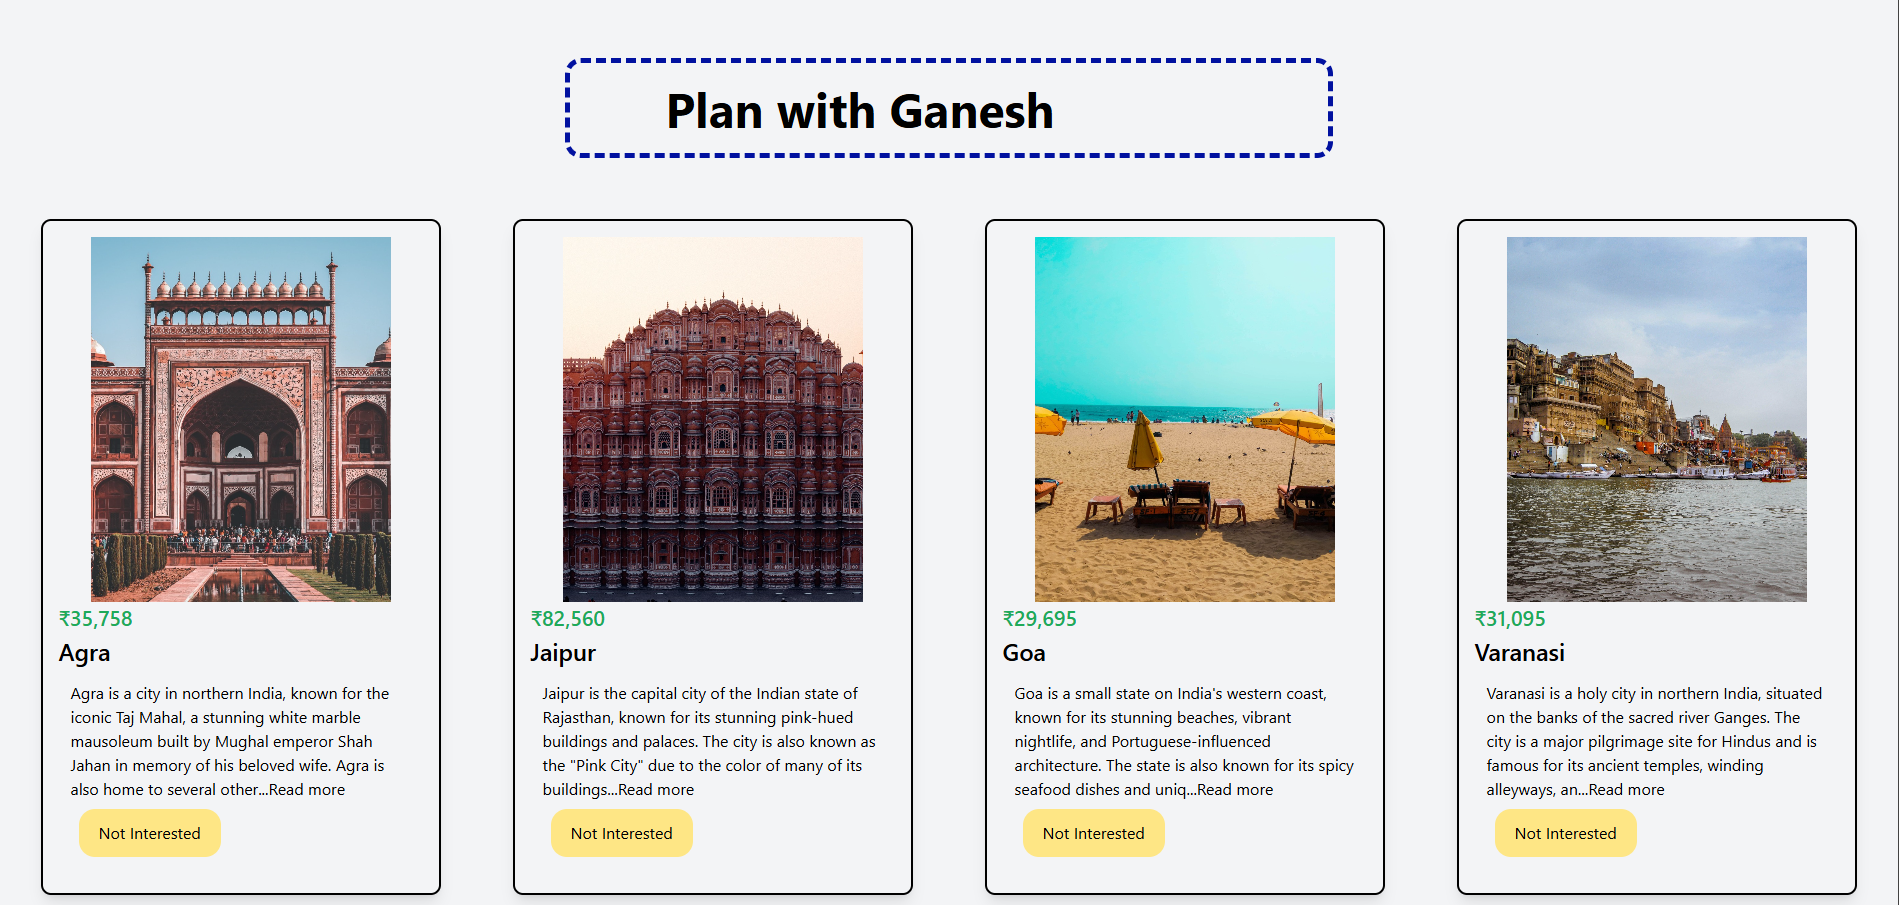 Plan with Ganesh
₹35,758
Agra
Agra is a city in northern India, known for the
iconic Taj Mahal, a stunning white marble
mausoleum built by Mughal emperor Shah
Jahan in memory of his beloved wife. Agra is
also home to several other...Read more
Not Interested
₹82,560
Jaipur
Jaipur is the capital city of the Indian state of
Rajasthan, known for its stunning pink-hued
buildings and palaces. The city is also known as
the "Pink City" due to the color of many of its
buildings...Read more
Not Interested
₹29,695
Goa
Goa is a small state on India's western coast,
known for its stunning beaches, vibrant
nightlife, and Portuguese-influenced
architecture. The state is also known for its spicy
seafood dishes and uniq...Read more
Not Interested
₹31,095
Varanasi
Varanasi is a holy city in northern India, situated
on the banks of the sacred river Ganges. The
city is a major pilgrimage site for Hindus and is
famous for its ancient temples, winding
alleyways, an...Read more
Not Interested